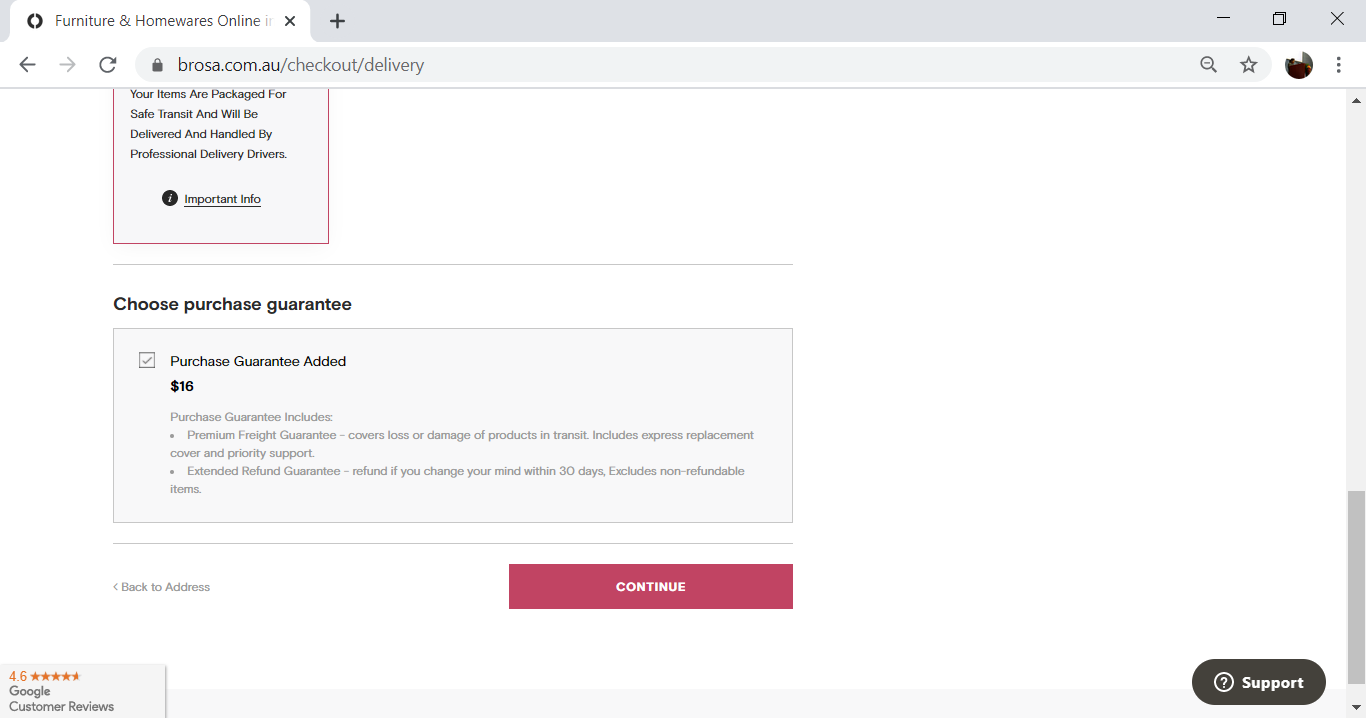 Furniture & Homewares Online in
brosa.com.au/checkout/delivery
Your Items Are Packaged For
Safe Transit And Will Be
Delivered And Handled By
Professional Delivery Drivers.
i Important Info
Choose purchase guarantee
Purchase Guarantee Added
$16
Purchase Guarantee Includes:
• Premium Freight Guarantee - covers loss or damage of products in transit. Includes express replacement
cover and priority support.
• Extended Refund Guarantee - refund if you change your mind within 30 days, Excludes non-refundable
items.
< Back to Address
CONTINUE
4.6 ★★★★★
Google
Customer Reviews
? Support